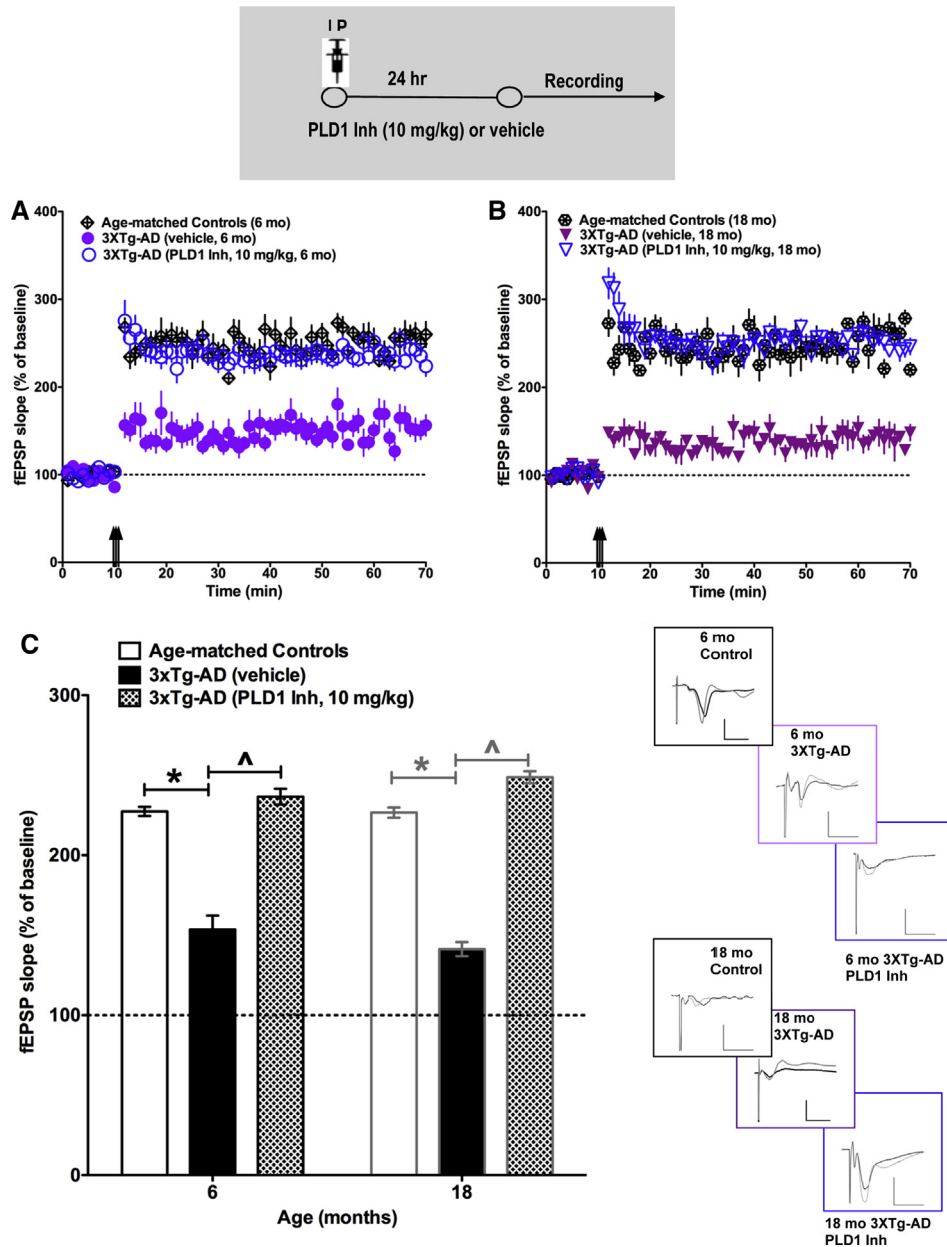 I P
24 hr
Recording
PLD1 Inh (10 mg/kg) or vehicle
A
400
300
200
100
0
fEPSP slope (% of baseline)
Age-matched Controls (6 mo)
3XTg-AD (vehicle, 6 mo)
3XTg-AD (PLD1 Inh, 10 mg/kg, 6 mo)
0 10 20 30 40 50 60 70
Time (min)
B
400
300
200
100
0
fEPSP slope (% of baseline)
Age-matched Controls (18 mo)
3XTg-AD (vehicle, 18 mo)
3XTg-AD (PLD1 Inh, 10 mg/kg, 18 mo)
0 10 20 30 40 50 60 70
Time (min)
C
Age-matched Controls
3xTg-AD (vehicle)
3xTg-AD (PLD1 Inh, 10 mg/kg)
300
200
100
0
fEPSP slope (% of baseline)
* ^ * ^
6 18
Age (months)
6 mo
Control
6 mo
3XTg-AD
6 mo 3XTg-AD
PLD1 Inh
18 mo
Control
18 mo
3XTg-AD
18 mo 3XTg-AD
PLD1 Inh